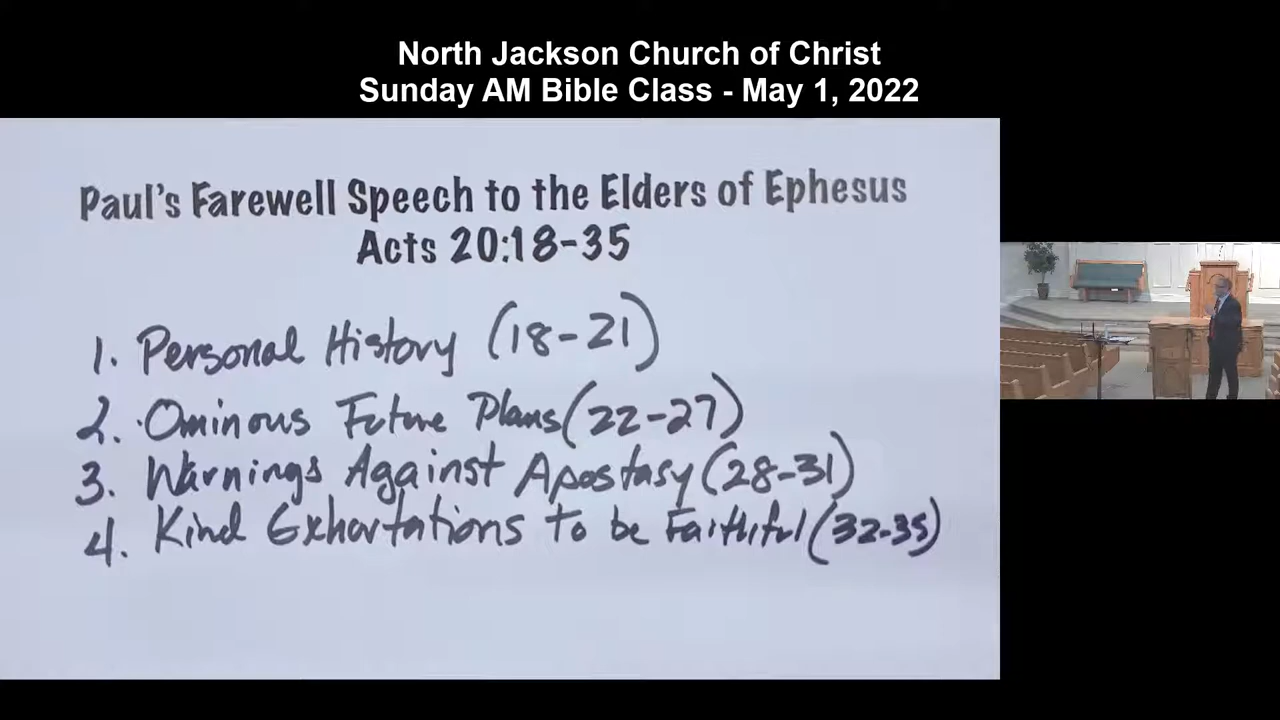 North Jackson Church of Christ
Sunday AM Bible Class - May 1, 2022
Paul's Farewell Speech to the Elders of Ephesus
Acts 20:18-35
1. Personal History (18-21)
2. Ominous Future Plans (22-27)
3. Warnings Against Apostasy (28-31)
4. Kind Exhortations to be Faithful (32-35)